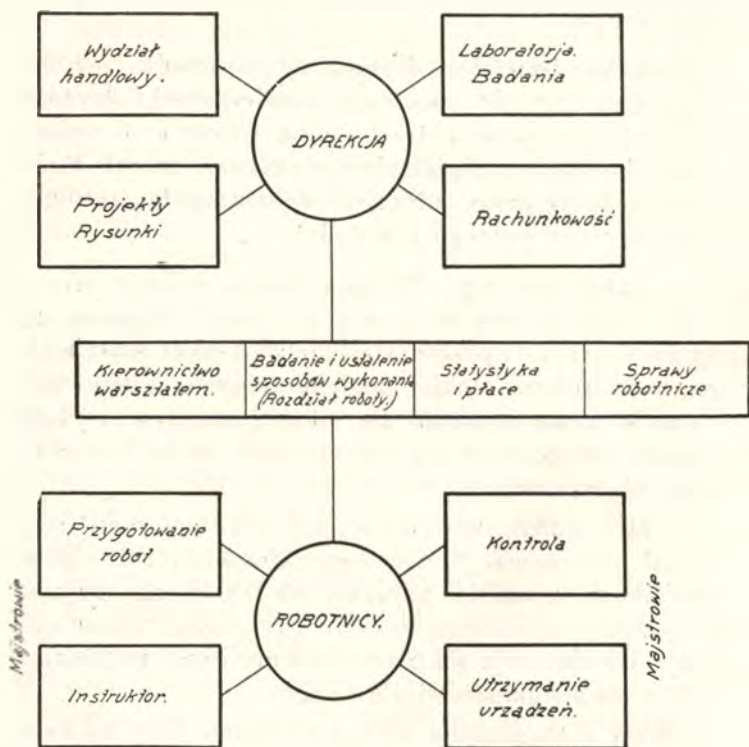 Wydział
handlowy.
Laboratorja.
Badania
DYREKCJA
Projekty
Rysunki
Rachunkowość
Kierownictwo
warsztatem.
Badanie i ustalenie
sposobów wykonania
(Rozdział roboty.)
Statystyka
i płace
Sprawy
robotnicze
Przygotowanie
robót
Kontrola
Majstrowie
ROBOTNICY.
Majstrowie
Instruktor.
Utrzymanie
urządzeń.